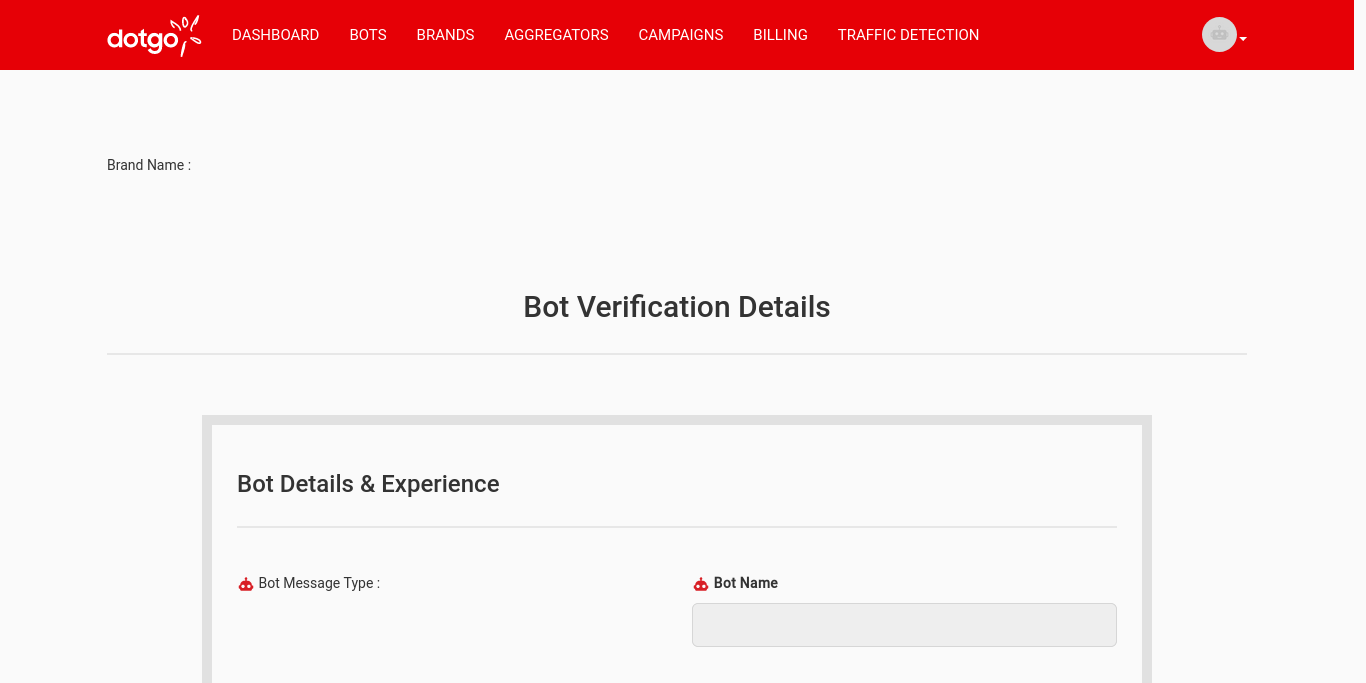 dotgo
DASHBOARD BOTS BRANDS AGGREGATORS CAMPAIGNS BILLING TRAFFIC DETECTION
Brand Name :
Bot Verification Details
Bot Details & Experience
Bot Message Type :
Bot Name